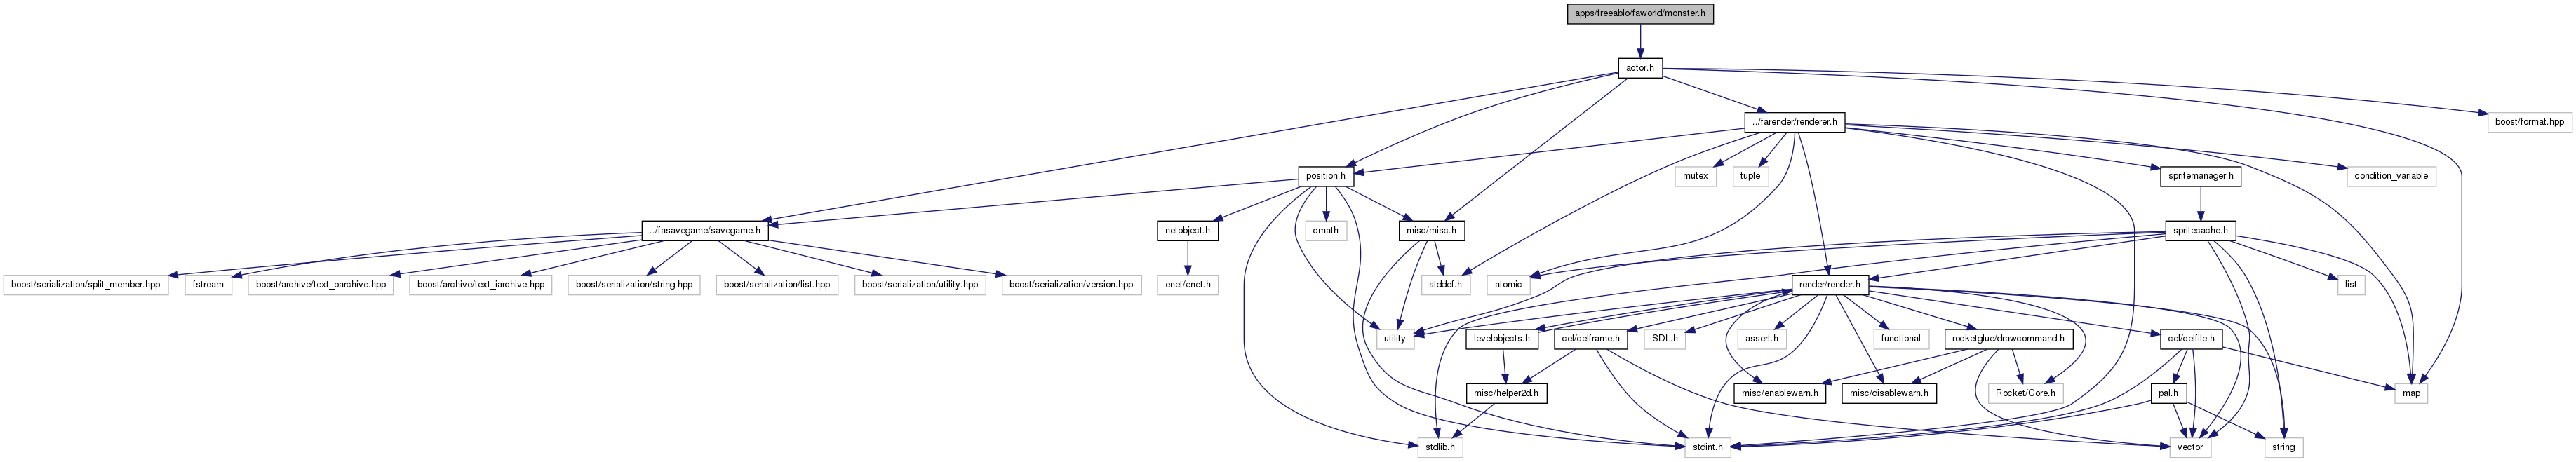 apps/freeablo/faworld/monster.h
actor.h
../farender/renderer.h
boost/format.hpp
position.h
mutex
tuple
spritemanager.h
condition_variable
../fasavegame/savegame.h
netobject.h
cmath
misc/misc.h
spritecache.h
boost/serialization/split_member.hpp
fstream
boost/archive/text_oarchive.hpp
boost/archive/text_iarchive.hpp
boost/serialization/string.hpp
boost/serialization/list.hpp
boost/serialization/utility.hpp
boost/serialization/version.hpp
enet/enet.h
stddef.h
atomic
render/render.h
list
utility
levelobjects.h
cel/celframe.h
SDL.h
assert.h
functional
rocketglue/drawcommand.h
cel/celfile.h
misc/helper2d.h
misc/enablewarn.h
misc/disablewarn.h
Rocket/Core.h
pal.h
map
stdlib.h
stdint.h
vector
string